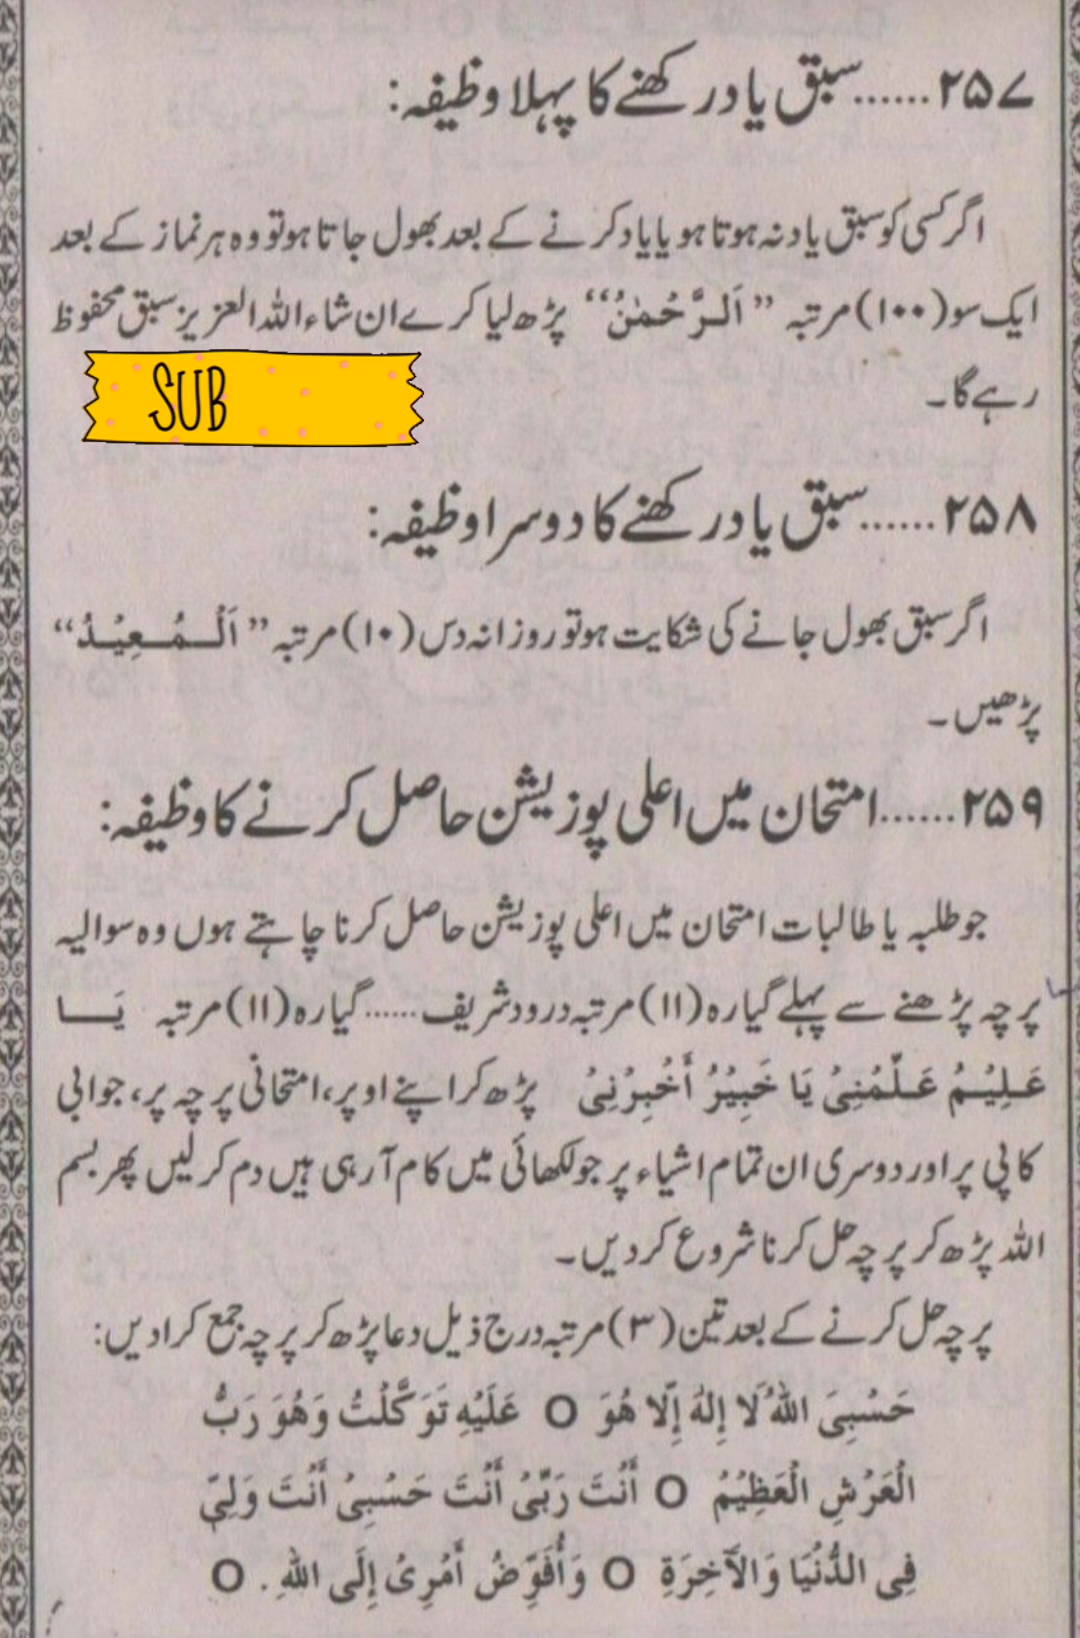 ۲۵۷......سبق یاد رکھنے کا پہلا وظیفہ:
اگر کسی کو سبق یاد نہ ہوتا ہو یا یاد کرنے کے بعد بھول جاتا ہو تو وہ ہر نماز کے بعد
ایک سو (۱۰۰) مرتبہ ”اَلرَّحْمٰنُ“ پڑھ لیا کرے ان شاء اللہ العزیز سبق محفوظ
رہے گا۔
SUB
۲۵۸......سبق یاد رکھنے کا دوسرا وظیفہ:
اگر سبق بھول جانے کی شکایت ہو تو روزانہ دس (۱۰) مرتبہ ”اَلْمُعِیْدُ“
پڑھیں۔
۲۵۹......امتحان میں اعلی پوزیشن حاصل کرنے کا وظیفہ:
جو طلبہ یا طالبات امتحان میں اعلی پوزیشن حاصل کرنا چاہتے ہوں وہ سوالیہ
پرچہ پڑھنے سے پہلے گیارہ (۱۱) مرتبہ درود شریف......گیارہ (۱۱) مرتبہ یَا
عَلِیْمُ عَلِّمْنِیْ یَا خَبِیْرُ أَخْبِرْنِیْ پڑھ کر اپنے اوپر، امتحانی پرچہ پر، جوابی
کاپی پر اور دوسری ان تمام اشیاء پر جو لکھائی میں کام آرہی ہیں دم کرلیں پھر بسم
اللہ پڑھ کر پرچہ حل کرنا شروع کردیں۔
پرچہ حل کرنے کے بعد تین (۳) مرتبہ درج ذیل دعا پڑھ کر پرچہ جمع کرادیں:
حَسْبِیَ اللّٰہُ لَا إِلٰہَ إِلَّا ھُوَ O عَلَیْہِ تَوَکَّلْتُ وَھُوَ رَبُّ
الْعَرْشِ الْعَظِیْمُ O أَنْتَ رَبِّیْ أَنْتَ حَسْبِیْ أَنْتَ وَلِیّ
فِی الدُّنْیَا وَالْآخِرَۃِ O وَأُفَوِّضُ أَمْرِیْ إِلَی اللّٰہِ . O